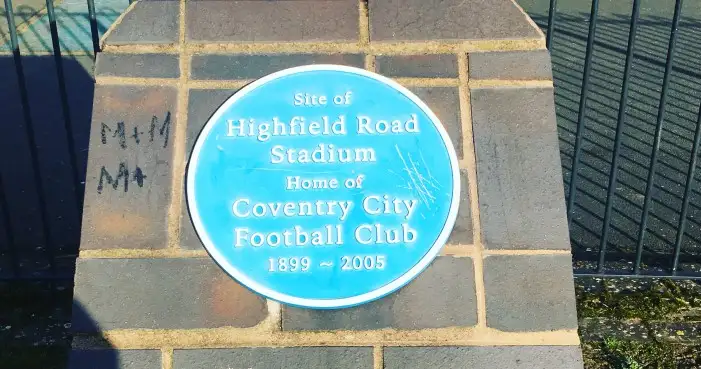 Site of
Highfield Road
Stadium
Home of
Coventry City
Football Club
1899 ~ 2005
M+M
M+